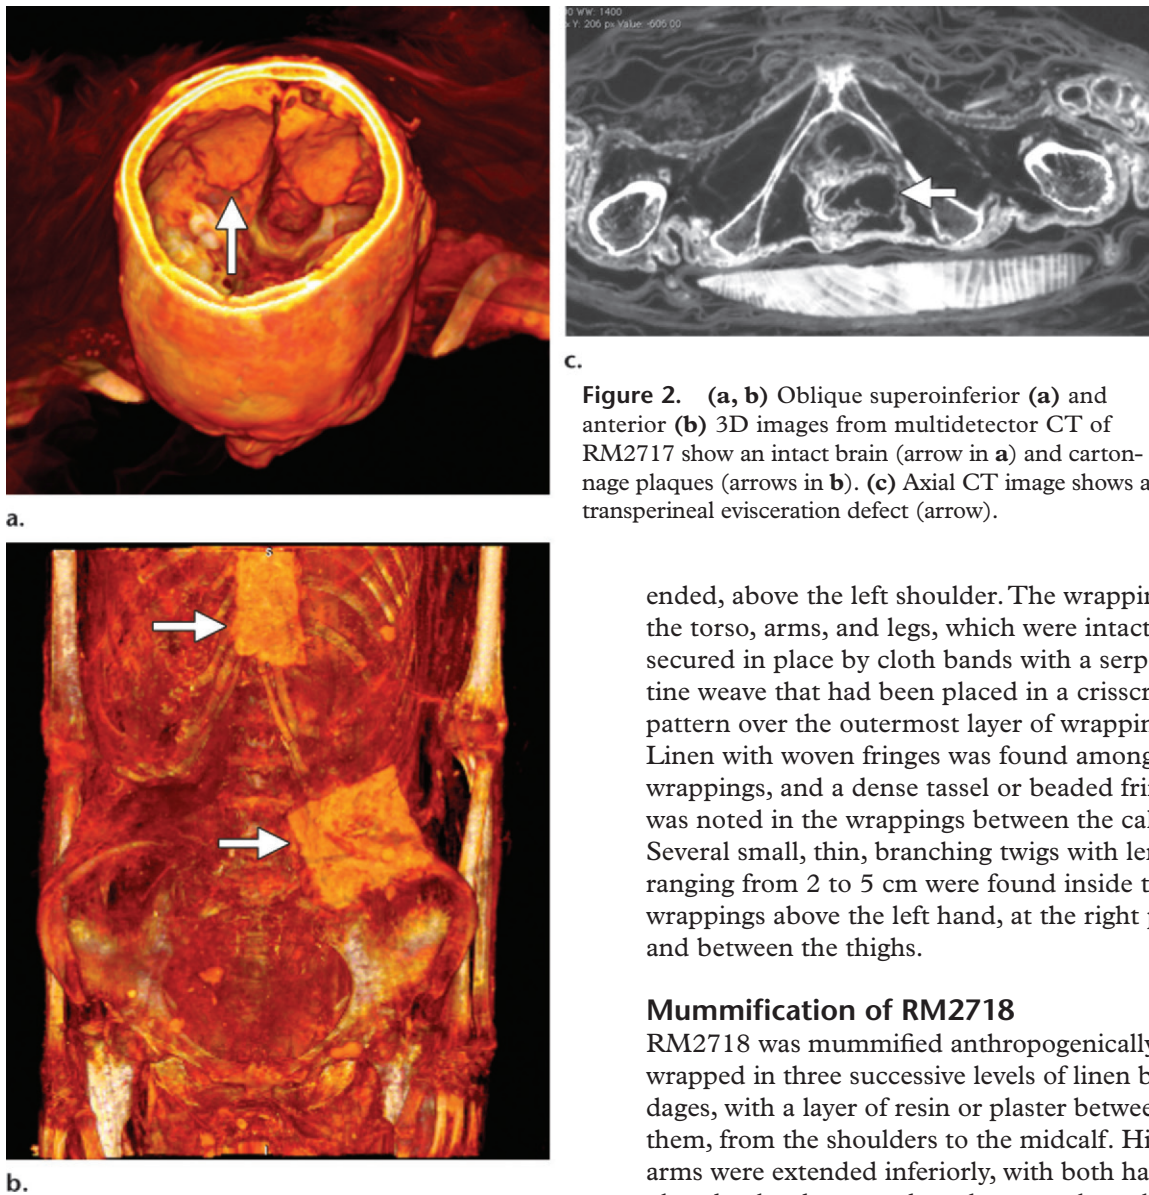 0 WW: 1400
x Y: 206 px Value: -606.00
a.
c.
Figure 2. (a, b) Oblique superoinferior (a) and
anterior (b) 3D images from multidetector CT of
RM2717 show an intact brain (arrow in a) and carton-
nage plaques (arrows in b). (c) Axial CT image shows a
transperineal evisceration defect (arrow).
S
b.
ended, above the left shoulder. The wrappin
the torso, arms, and legs, which were intact
secured in place by cloth bands with a serp
tine weave that had been placed in a crisscr
pattern over the outermost layer of wrappin
Linen with woven fringes was found among
wrappings, and a dense tassel or beaded frin
was noted in the wrappings between the cal
Several small, thin, branching twigs with len
ranging from 2 to 5 cm were found inside t
wrappings above the left hand, at the right p
and between the thighs.
Mummification of RM2718
RM2718 was mummified anthropogenically
wrapped in three successive levels of linen b
dages, with a layer of resin or plaster betwee
them, from the shoulders to the midcalf. Hi
arms were extended inferiorly, with both ha